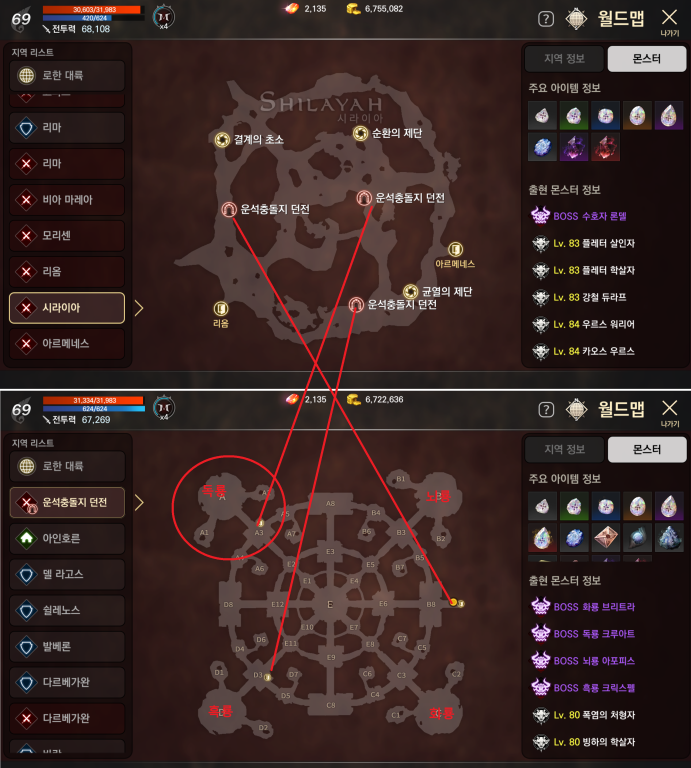 69
30,603/31,983
420/624
전투력 68,108
x4
2,135
6,755,082
?
월드맵
나가기
지역 리스트
로한 대륙
리마
리마
비아 마레아
모리센
리옴
시라이아
아르메네스
SHILAYAH
시라이아
결계의 초소
순환의 제단
운석충돌지 던전
운석충돌지 던전
아르메네스
균열의 제단
운석충돌지 던전
리옴
지역 정보
몬스터
주요 아이템 정보
출현 몬스터 정보
BOSS 수호자 론델
Lv. 83 플레터 살인자
Lv. 83 플레터 학살자
Lv. 83 강철 듀라프
Lv. 84 우르스 워리어
Lv. 84 카오스 우르스
69
31,334/31,983
624/624
전투력 67,269
x4
2,135
6,722,636
?
월드맵
나가기
지역 리스트
로한 대륙
운석충돌지 던전
아인호른
델 라고스
쉴레노스
발베론
다르베가완
다르베가완
독룡
A
A1
A3
A4
A5
A6
A7
A8
뇌룡
B
B1
B2
B3
B4
B5
B6
B7
B8
E
E1
E2
E3
E4
E5
E6
E7
E8
E9
E10
E11
E12
흑룡
D
D1
D2
D3
D4
D5
D6
D7
D8
화룡
C
C1
C2
C3
C4
C5
C6
C7
C8
지역 정보
몬스터
주요 아이템 정보
출현 몬스터 정보
BOSS 화룡 브리트라
BOSS 독룡 크루아트
BOSS 뇌룡 아포피스
BOSS 흑룡 크릭스펠
Lv. 80 폭염의 처형자
Lv. 80 빙하의 학살자